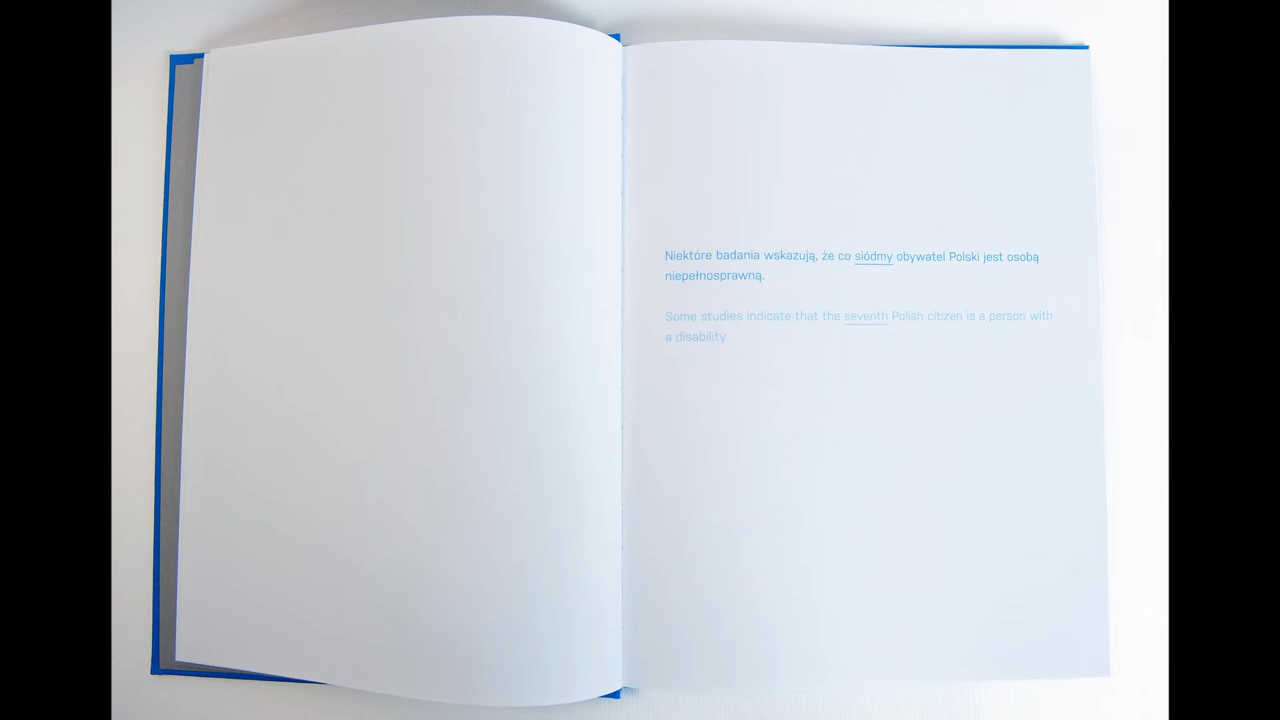 Niektóre badania wskazują, że co siódmy obywatel Polski jest osobą
niepełnosprawną.
Some studies indicate that the seventh Polish citizen is a person with
a disability.